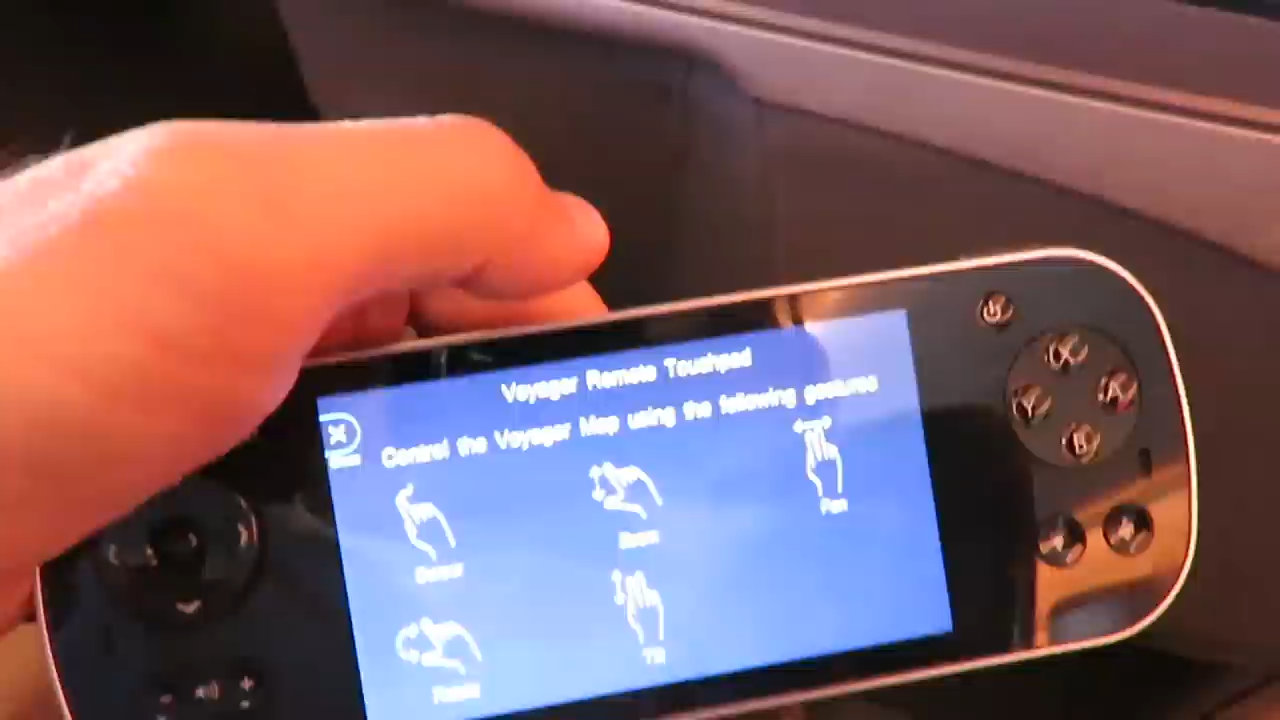 Voyager Remote Touchpad
Control the Voyager Map using the following gestures
Pan
Zoom
Rotate
Tilt
X
Y
A
B
- +